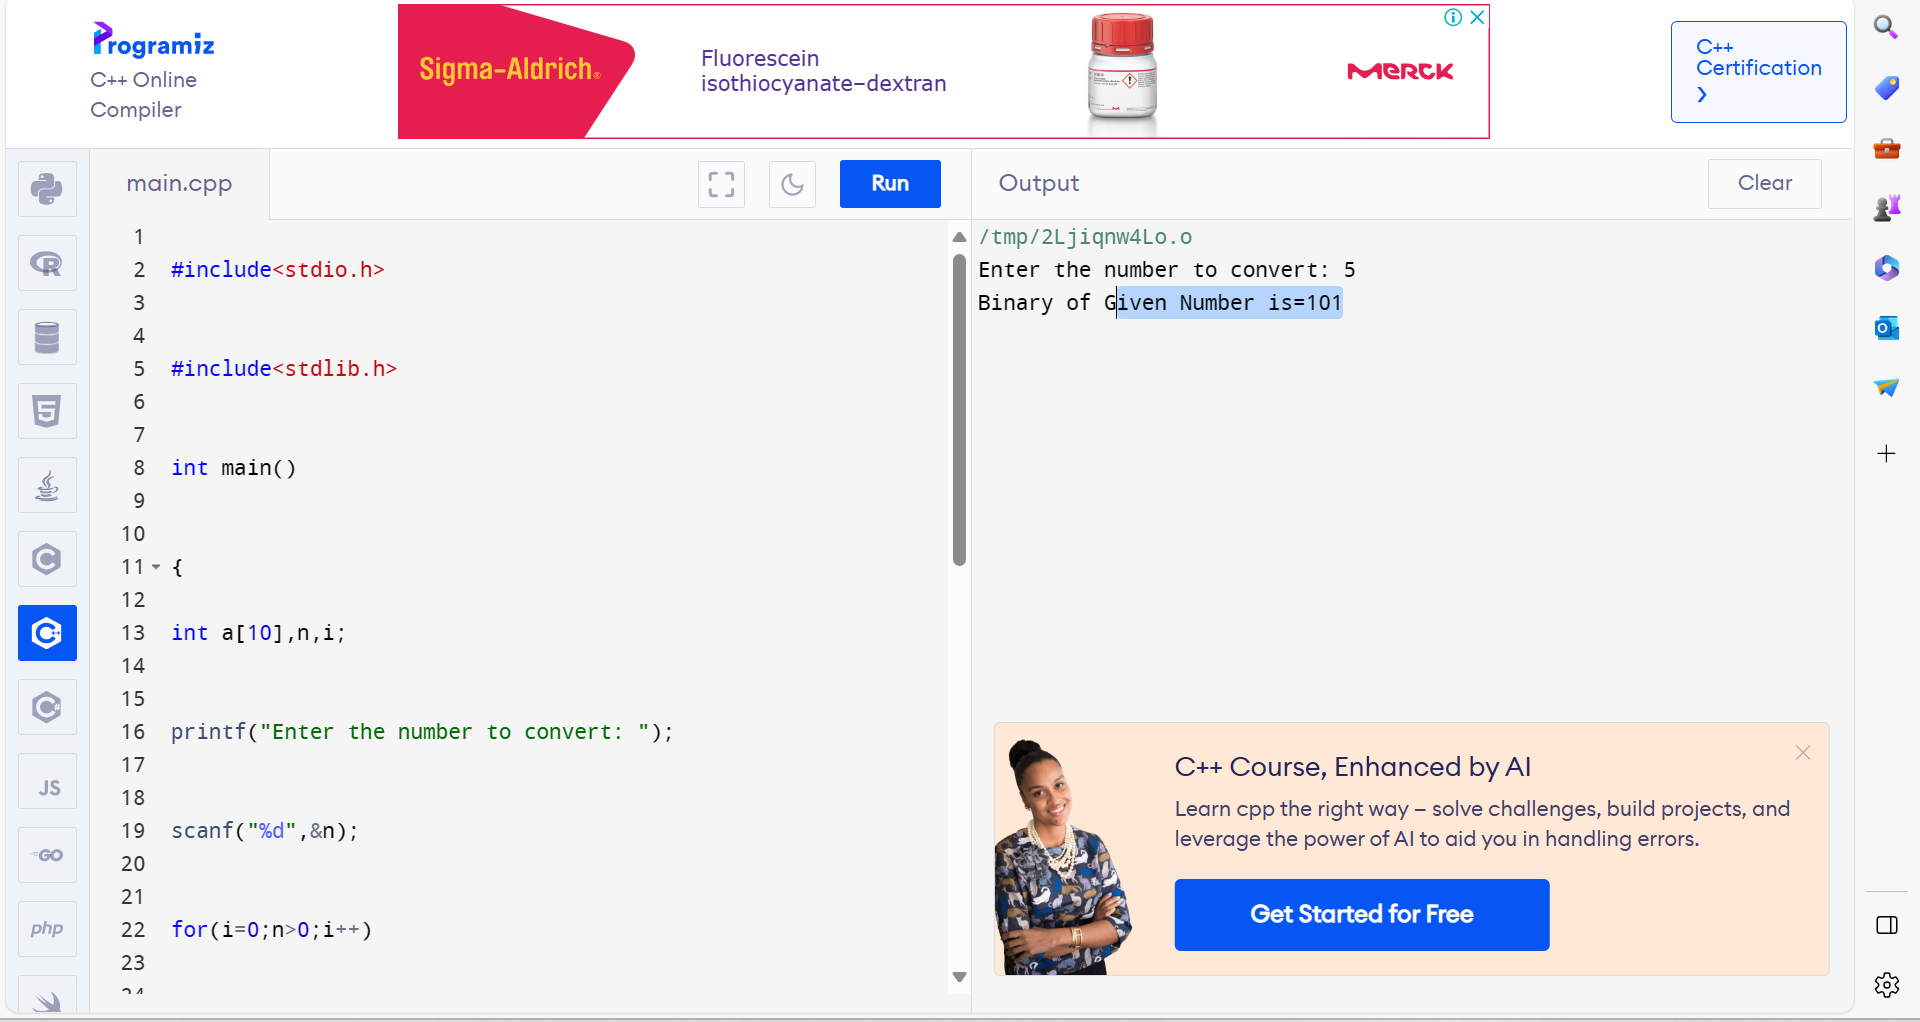 Programiz
C++ Online
Compiler
Sigma-Aldrich®
Fluorescein
isothiocyanate–dextran
MERCK
C++
Certification
main.cpp
Run
Output
Clear
1
2 #include<stdio.h>
3
4
5 #include<stdlib.h>
6
7
8 int main()
9
10
11 {
12
13 int a[10],n,i;
14
15
16 printf("Enter the number to convert: ");
17
18
19 scanf("%d",&n);
20
21
22 for(i=0;n>0;i++)
23
24
/tmp/2Ljiqnw4Lo.o
Enter the number to convert: 5
Binary of Given Number is=101
R
5
C
C++
C#
JS
GO
php
C++ Course, Enhanced by AI
Learn cpp the right way – solve challenges, build projects, and
leverage the power of AI to aid you in handling errors.
Get Started for Free